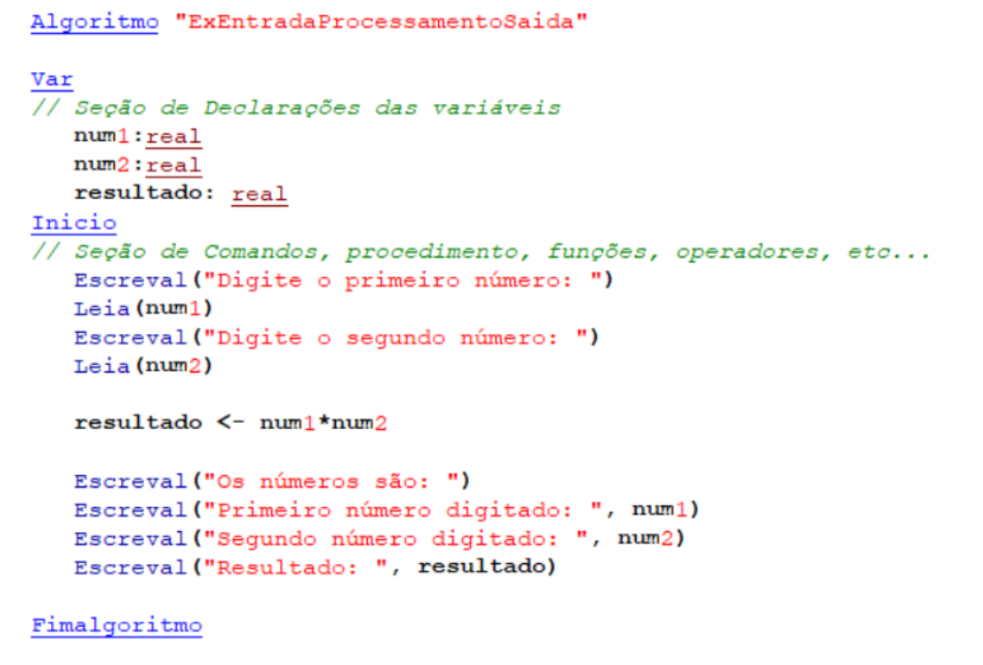 Algoritmo "ExEntradaProcessamentoSaida"
Var
// Seção de Declarações das variáveis
num1:real
num2:real
resultado: real
Inicio
// Seção de Comandos, procedimento, funções, operadores, etc...
Escreval("Digite o primeiro número: ")
Leia(num1)
Escreval("Digite o segundo número: ")
Leia(num2)
resultado <- num1*num2
Escreval("Os números são: ")
Escreval("Primeiro número digitado: ", num1)
Escreval("Segundo número digitado: ", num2)
Escreval("Resultado: ", resultado)
Fimalgoritmo